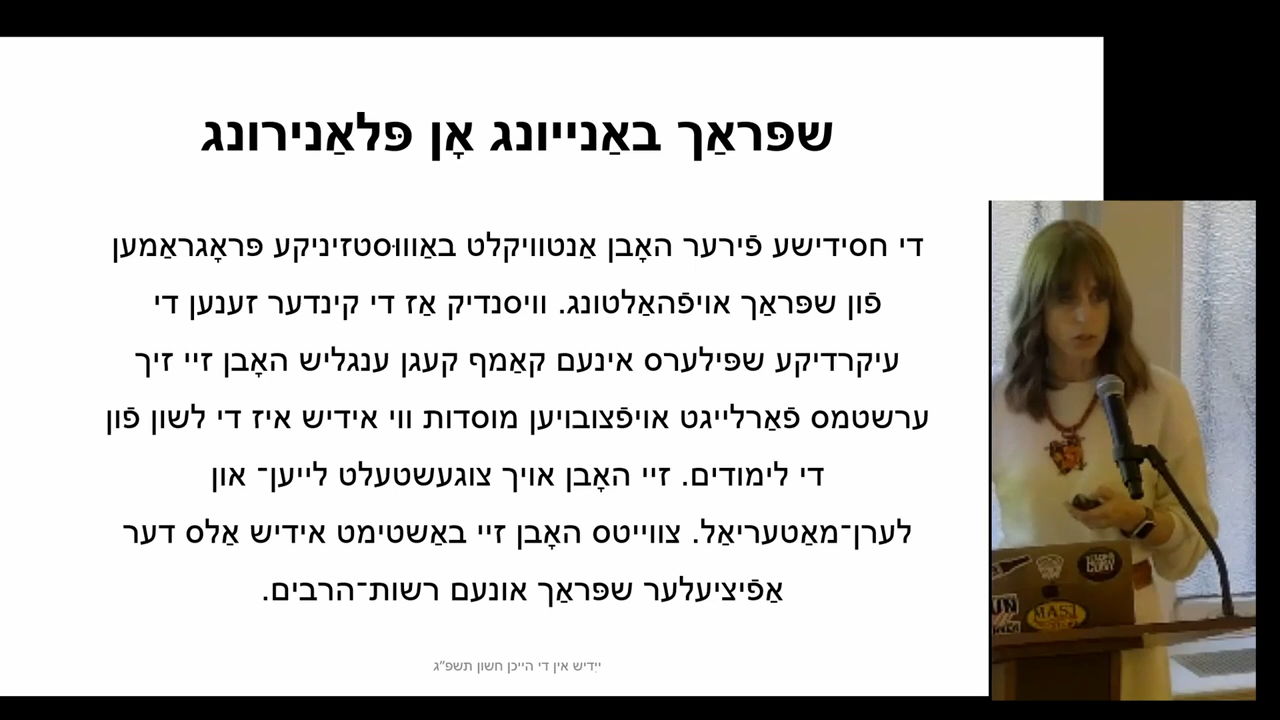 שפּראַך באַנייונג אָן פּלאַנירונג
די חסידישע פֿירער האָבן אַנטוויקלט באַוווּסטזיניקע פּראָגראַמען
פֿון שפּראַך אויפֿהאַלטונג. וויסנדיק אַז די קינדער זענען די
עיקרדיקע שפּילערס אינעם קאַמף קעגן ענגליש האָבן זיי זיך
ערשטמס פֿאַרלייגט אויפֿצובויען מוסדות ווי אידיש איז די לשון פֿון
די לימודים. זיי האָבן אויך צוגעשטעלט לייען־ און
לערן־מאַטעריאַל. צווייטס האָבן זיי באַשטימט אידיש אַלס דער
אַפֿיציעלער שפּראַך אונעם רשות־הרבים.
ייִדיש אין די הייכן חשון תשפּ״ג
MASJ